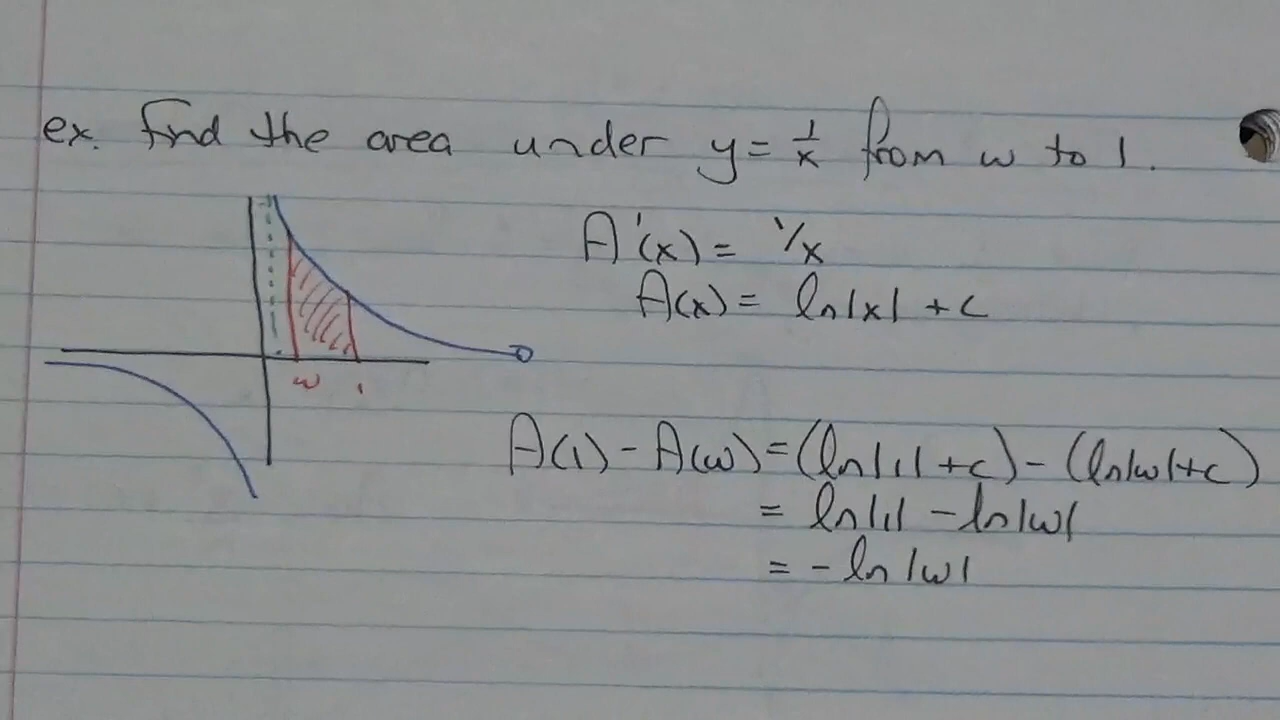 ex. find the area under y = 1/x from w to 1.
A'(x) = 1/x
A(x) = ln|x| + c
w 1
A(1) - A(w) = (ln|1| + c) - (ln|w| + c)
= ln|1| - ln|w|
= - ln|w|